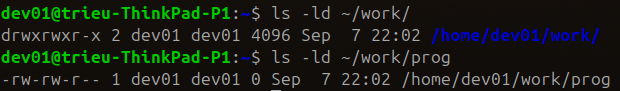 dev01@trieu-ThinkPad-P1:~$ ls -ld ~/work/
drwxrwxr-x 2 dev01 dev01 4096 Sep  7 22:02 /home/dev01/work/
dev01@trieu-ThinkPad-P1:~$ ls -ld ~/work/prog
-rw-rw-r-- 1 dev01 dev01 0 Sep  7 22:02 /home/dev01/work/prog